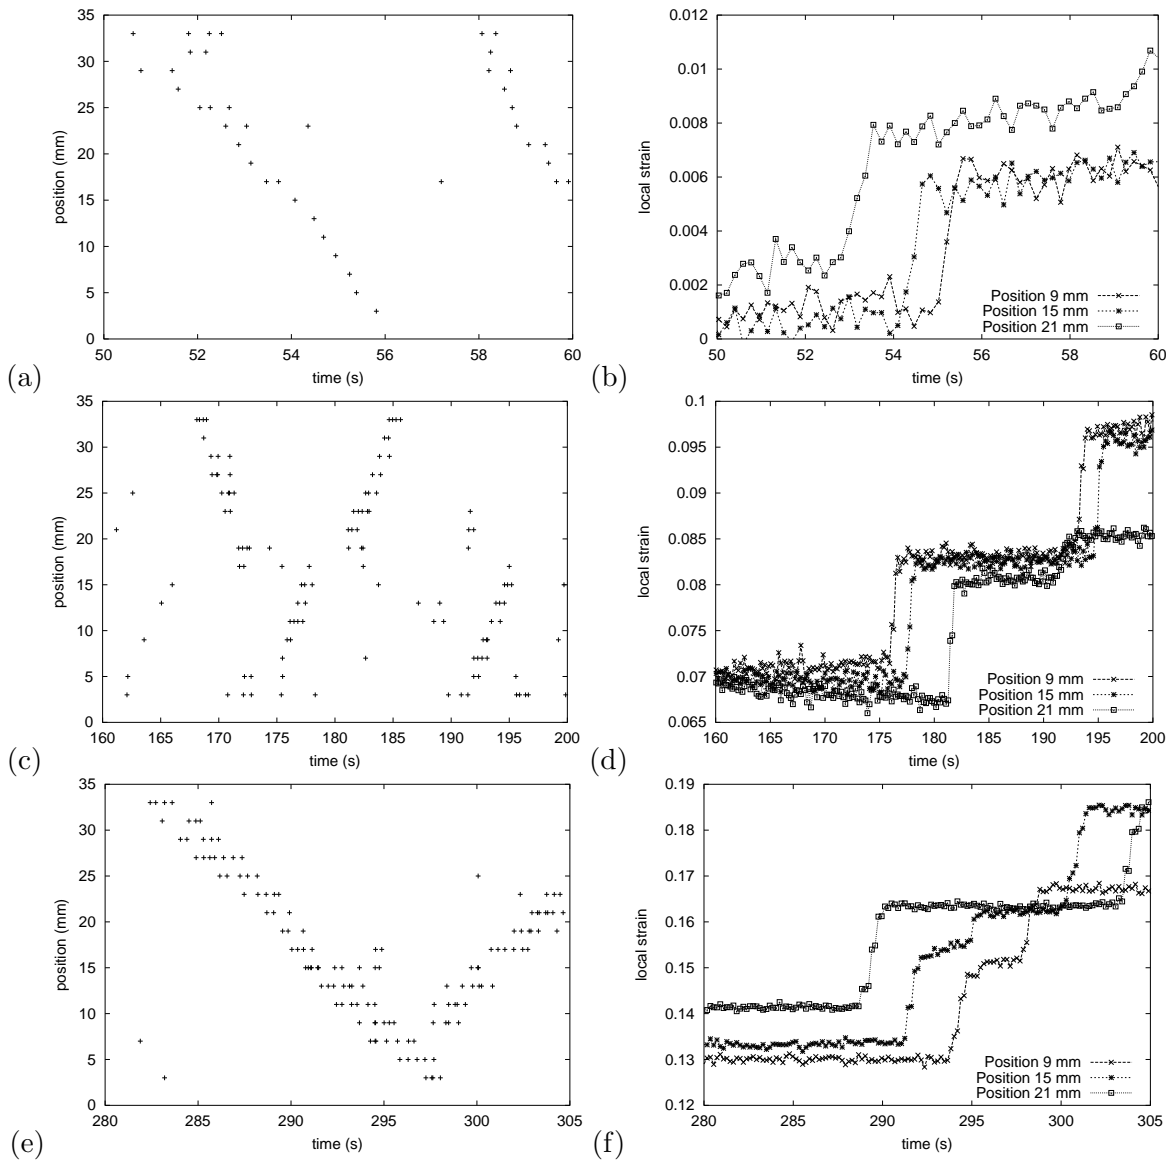 35
30
25
20
15
10
5
0
50 52 54 56 58 60
position (mm)
time (s)
(a)
0.012
0.01
0.008
0.006
0.004
0.002
0
50 52 54 56 58 60
local strain
time (s)
Position 9 mm
Position 15 mm
Position 21 mm
(b)
35
30
25
20
15
10
5
0
160 165 170 175 180 185 190 195 200
position (mm)
time (s)
(c)
0.1
0.095
0.09
0.085
0.08
0.075
0.07
0.065
160 165 170 175 180 185 190 195 200
local strain
time (s)
Position 9 mm
Position 15 mm
Position 21 mm
(d)
35
30
25
20
15
10
5
0
280 285 290 295 300 305
position (mm)
time (s)
(e)
0.19
0.18
0.17
0.16
0.15
0.14
0.13
0.12
280 285 290 295 300 305
local strain
time (s)
Position 9 mm
Position 15 mm
Position 21 mm
(f)